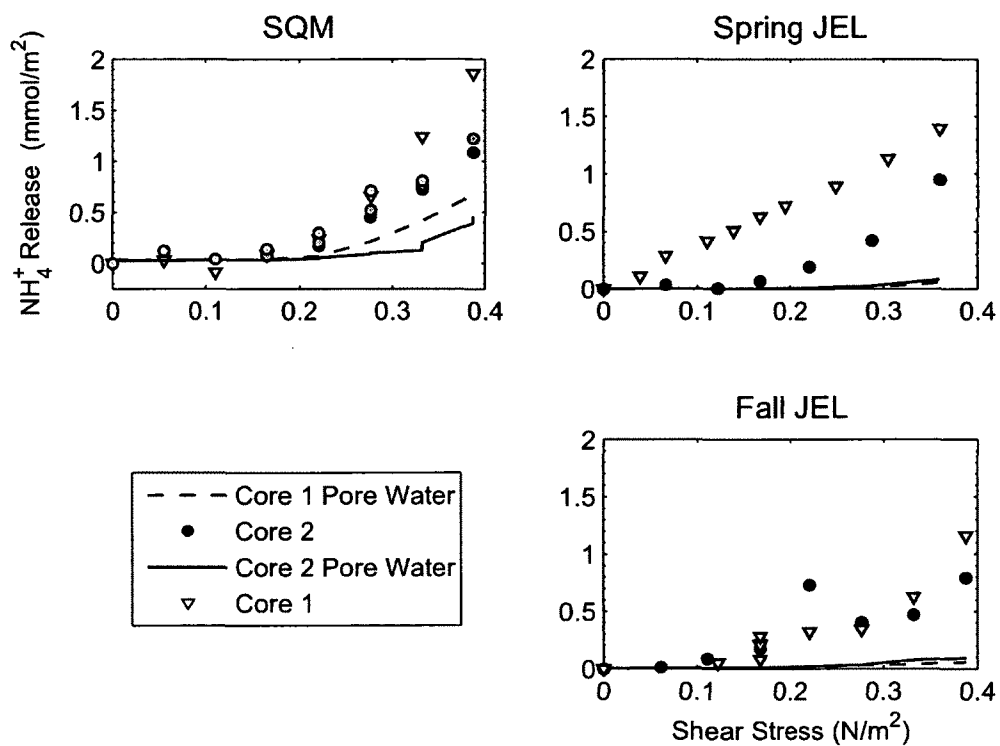 SQM
NH4+ Release (mmol/m2)
2
1.5
1
0.5
0
0 0.1 0.2 0.3 0.4
Spring JEL
2
1.5
1
0.5
0
0 0.1 0.2 0.3 0.4
Fall JEL
2
1.5
1
0.5
0
0 0.1 0.2 0.3 0.4
Shear Stress (N/m2)
Core 1 Pore Water
Core 2
Core 2 Pore Water
Core 1